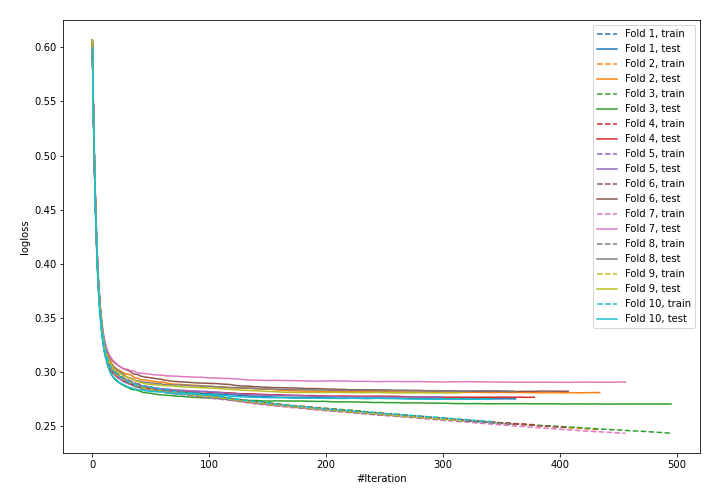 0.60
0.55
0.50
0.45
0.40
0.35
0.30
0.25
logloss
0
100
200
300
400
500
#Iteration
Fold 1, train
Fold 1, test
Fold 2, train
Fold 2, test
Fold 3, train
Fold 3, test
Fold 4, train
Fold 4, test
Fold 5, train
Fold 5, test
Fold 6, train
Fold 6, test
Fold 7, train
Fold 7, test
Fold 8, train
Fold 8, test
Fold 9, train
Fold 9, test
Fold 10, train
Fold 10, test